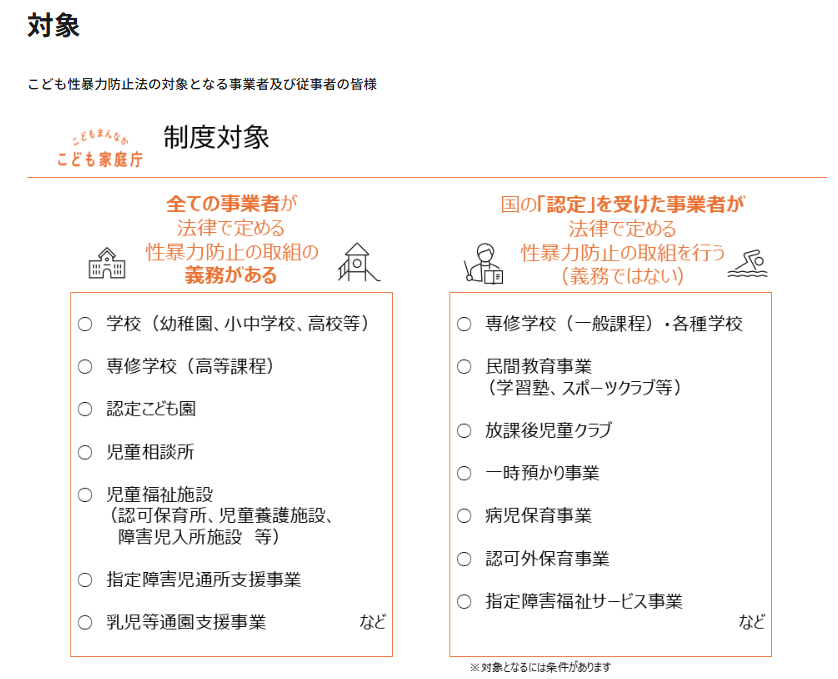 対象
こども性暴力防止法の対象となる事業者及び従事者の皆様
こどもまんなか
こども家庭庁
制度対象
全ての事業者が
法律で定める
性暴力防止の取組の
義務がある
○ 学校（幼稚園、小中学校、高校等）
○ 専修学校（高等課程）
○ 認定こども園
○ 児童相談所
○ 児童福祉施設
（認可保育所、児童養護施設、
障害児入所施設 等）
○ 指定障害児通所支援事業
○ 乳児等通園支援事業
など
国の「認定」を受けた事業者が
法律で定める
性暴力防止の取組を行う
（義務ではない）
○ 専修学校（一般課程）・各種学校
○ 民間教育事業
（学習塾、スポーツクラブ等）
○ 放課後児童クラブ
○ 一時預かり事業
○ 病児保育事業
○ 認可外保育事業
○ 指定障害福祉サービス事業
など
※対象となるには条件があります